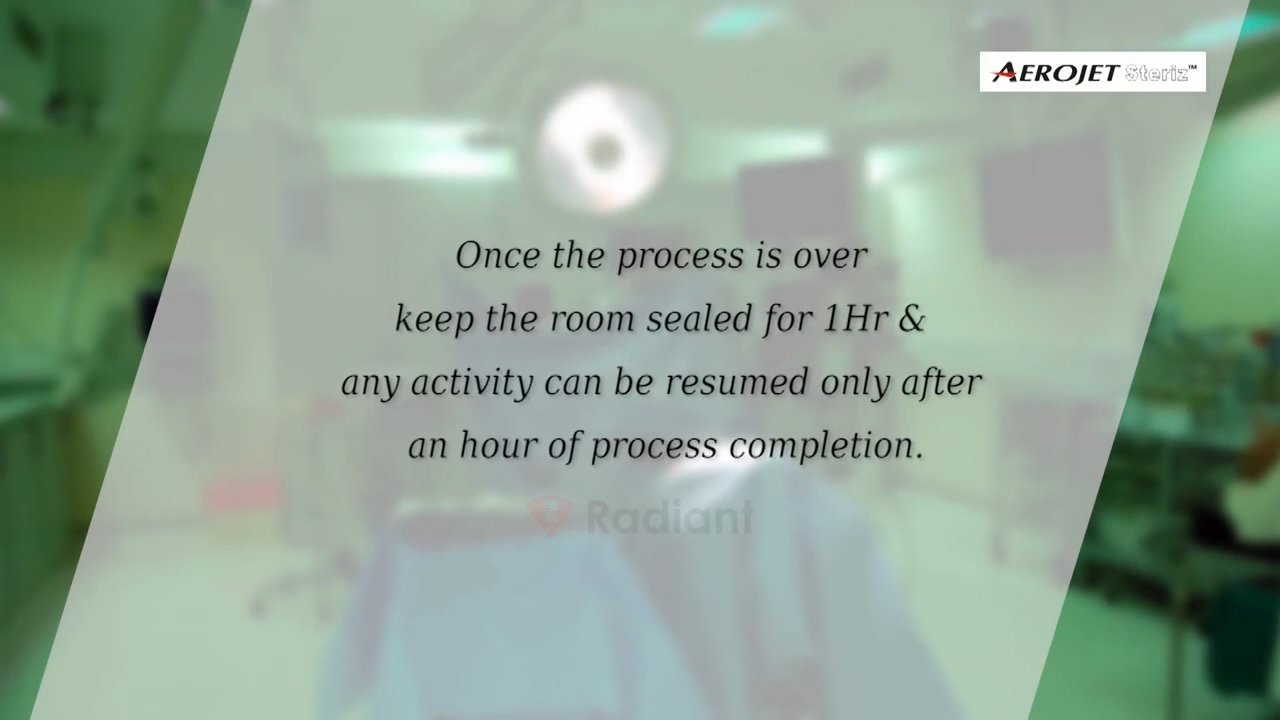 AEROJET Steriz™
Once the process is over
keep the room sealed for 1Hr &
any activity can be resumed only after
an hour of process completion.
Radiant